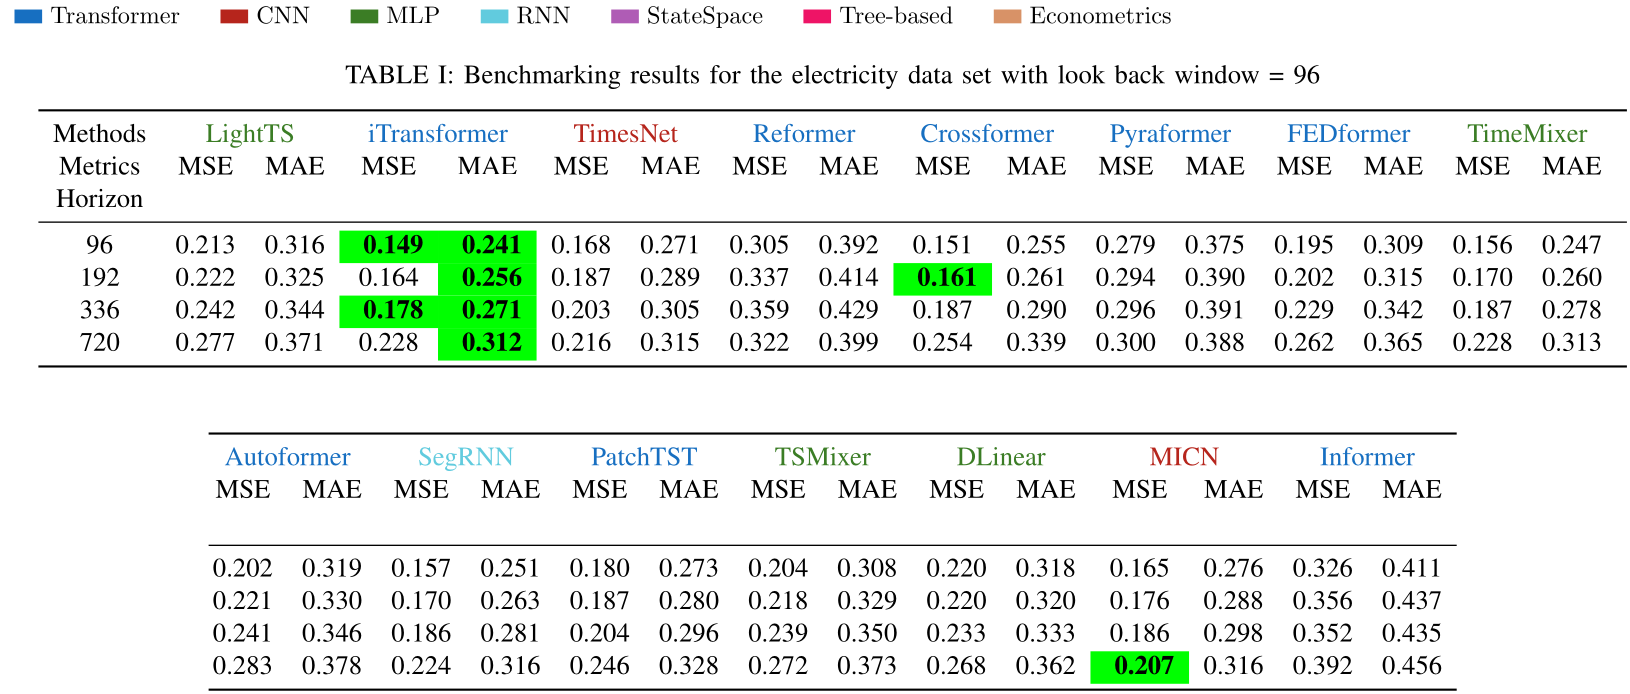 Transformer CNN MLP RNN StateSpace Tree-based Econometrics
TABLE I: Benchmarking results for the electricity data set with look back window = 96
Methods LightTS iTransformer TimesNet Reformer Crossformer Pyraformer FEDformer TimeMixer
Metrics MSE MAE MSE MAE MSE MAE MSE MAE MSE MAE MSE MAE MSE MAE MSE MAE
Horizon
96 0.213 0.316 0.149 0.241 0.168 0.271 0.305 0.392 0.151 0.255 0.279 0.375 0.195 0.309 0.156 0.247
192 0.222 0.325 0.164 0.256 0.187 0.289 0.337 0.414 0.161 0.261 0.294 0.390 0.202 0.315 0.170 0.260
336 0.242 0.344 0.178 0.271 0.203 0.305 0.359 0.429 0.187 0.290 0.296 0.391 0.229 0.342 0.187 0.278
720 0.277 0.371 0.228 0.312 0.216 0.315 0.322 0.399 0.254 0.339 0.300 0.388 0.262 0.365 0.228 0.313
Autoformer SegRNN PatchTST TSMixer DLinear MICN Informer
MSE MAE MSE MAE MSE MAE MSE MAE MSE MAE MSE MAE MSE MAE
0.202 0.319 0.157 0.251 0.180 0.273 0.204 0.308 0.220 0.318 0.165 0.276 0.326 0.411
0.221 0.330 0.170 0.263 0.187 0.280 0.218 0.329 0.220 0.320 0.176 0.288 0.356 0.437
0.241 0.346 0.186 0.281 0.204 0.296 0.239 0.350 0.233 0.333 0.186 0.298 0.352 0.435
0.283 0.378 0.224 0.316 0.246 0.328 0.272 0.373 0.268 0.362 0.207 0.316 0.392 0.456